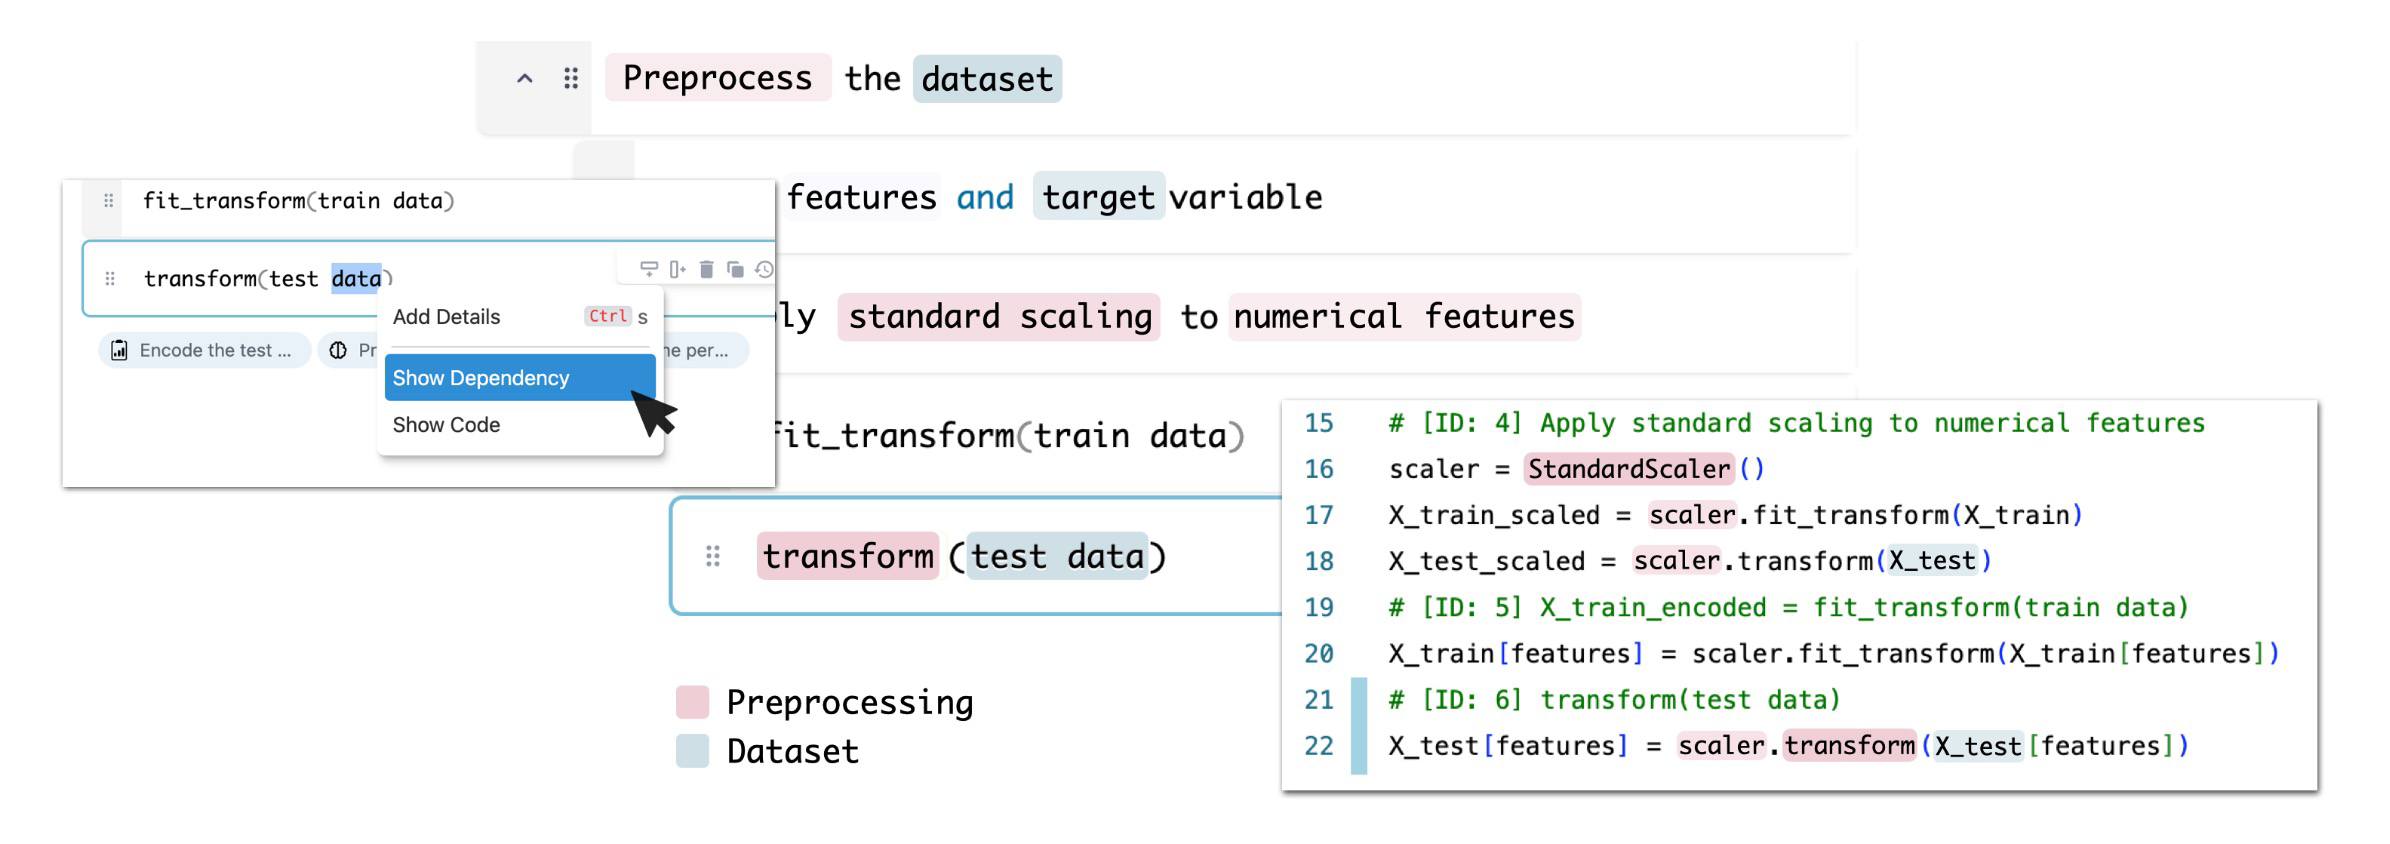 Preprocess the dataset
features and target variable
standard scaling to numerical features
fit_transform(train data)
transform (test data)
Preprocessing
Dataset
fit_transform(train data)
transform(test data)
Encode the test ...
Add Details Ctrl s
Show Dependency
Show Code
15 # [ID: 4] Apply standard scaling to numerical features
16 scaler = StandardScaler()
17 X_train_scaled = scaler.fit_transform(X_train)
18 X_test_scaled = scaler.transform(X_test)
19 # [ID: 5] X_train_encoded = fit_transform(train data)
20 X_train[features] = scaler.fit_transform(X_train[features])
21 # [ID: 6] transform(test data)
22 X_test[features] = scaler.transform(X_test[features])